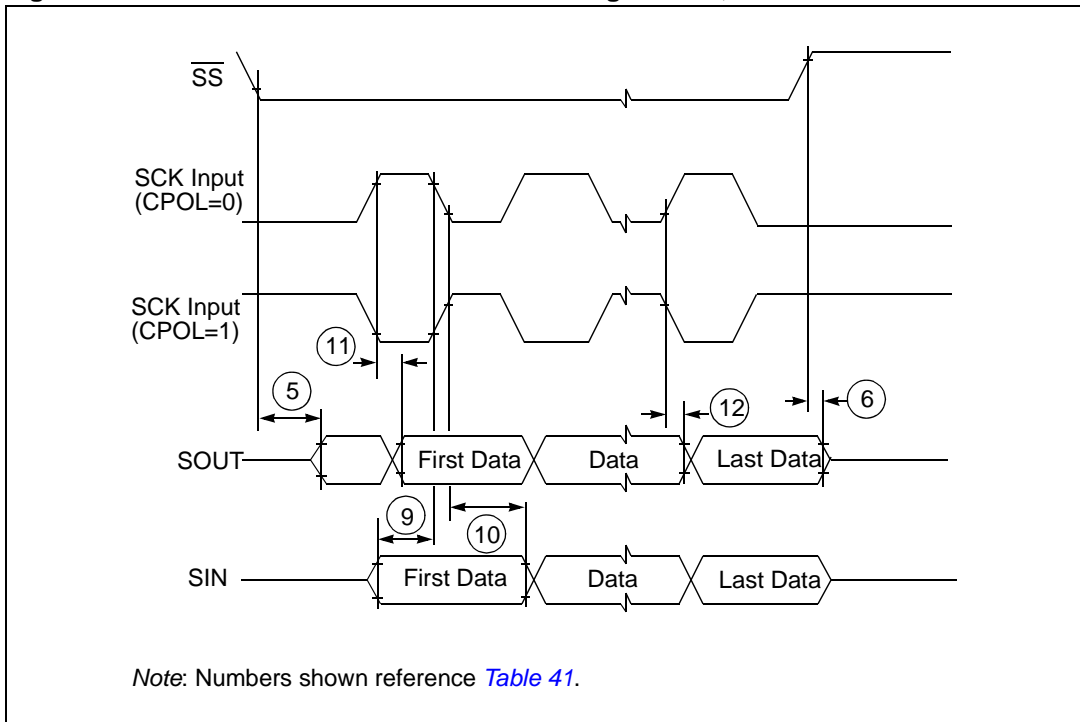 SS
SCK Input
(CPOL=0)
SCK Input
(CPOL=1)
11
5
12
6
SOUT
First Data
Data
Last Data
9
10
SIN
First Data
Data
Last Data
Note: Numbers shown reference Table 41.